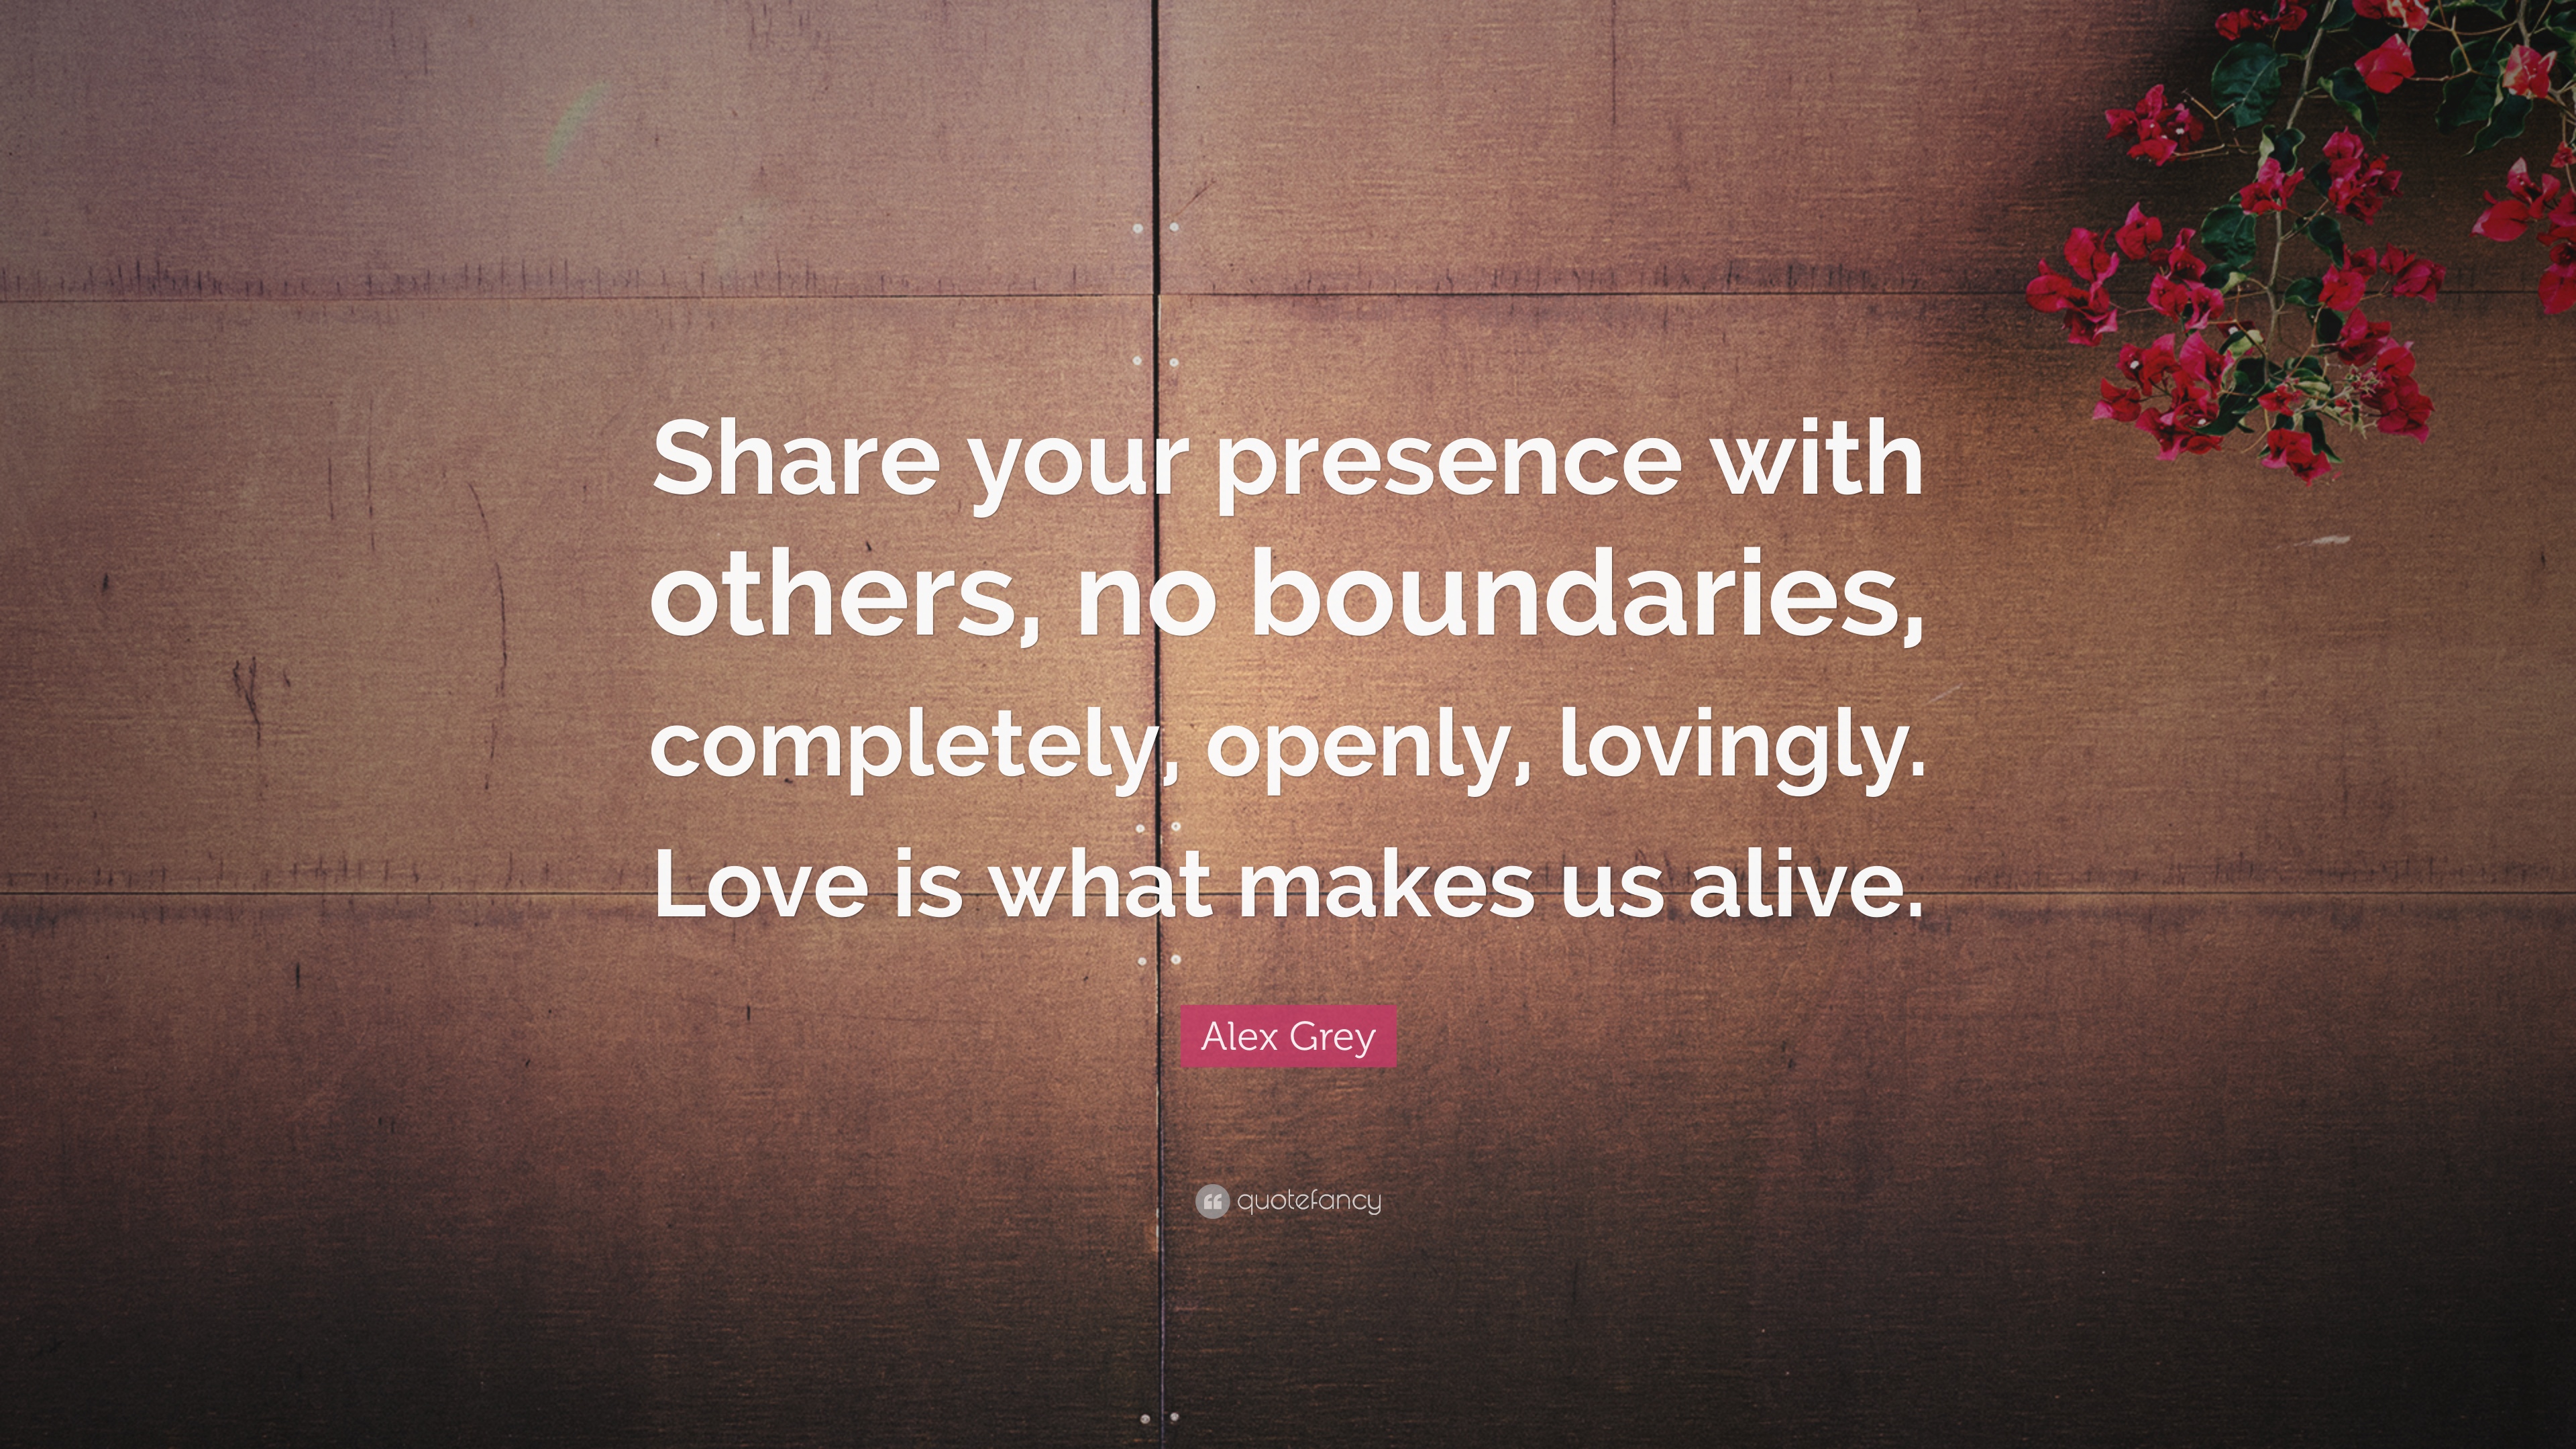 Share your presence with
others, no boundaries,
completely, openly, lovingly.
Love is what makes us alive.
Alex Grey
quotefancy